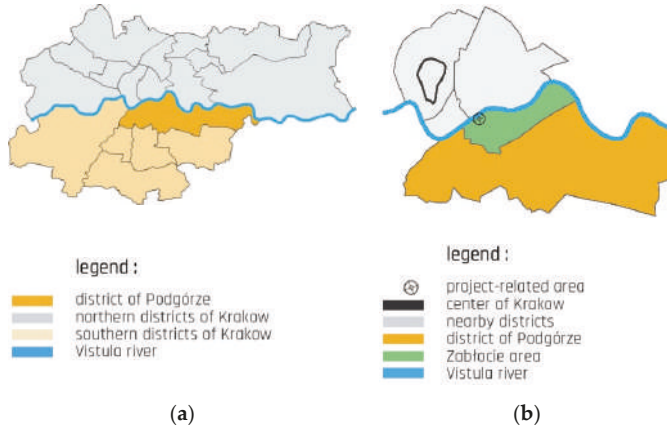 legend :
district of Podgórze
northern districts of Krakow
southern districts of Krakow
Vistula river
(a)
legend :
project-related area
center of Krakow
nearby districts
district of Podgórze
Zabłocie area
Vistula river
(b)